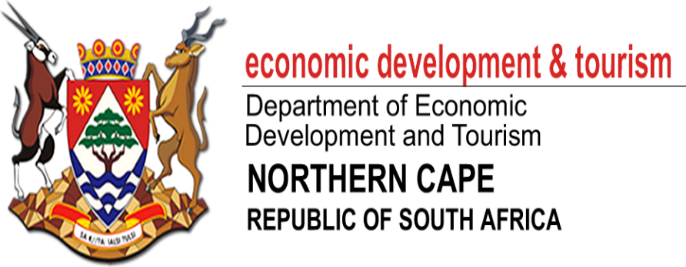 economic development & tourism
Department of Economic
Development and Tourism
NORTHERN CAPE
REPUBLIC OF SOUTH AFRICA